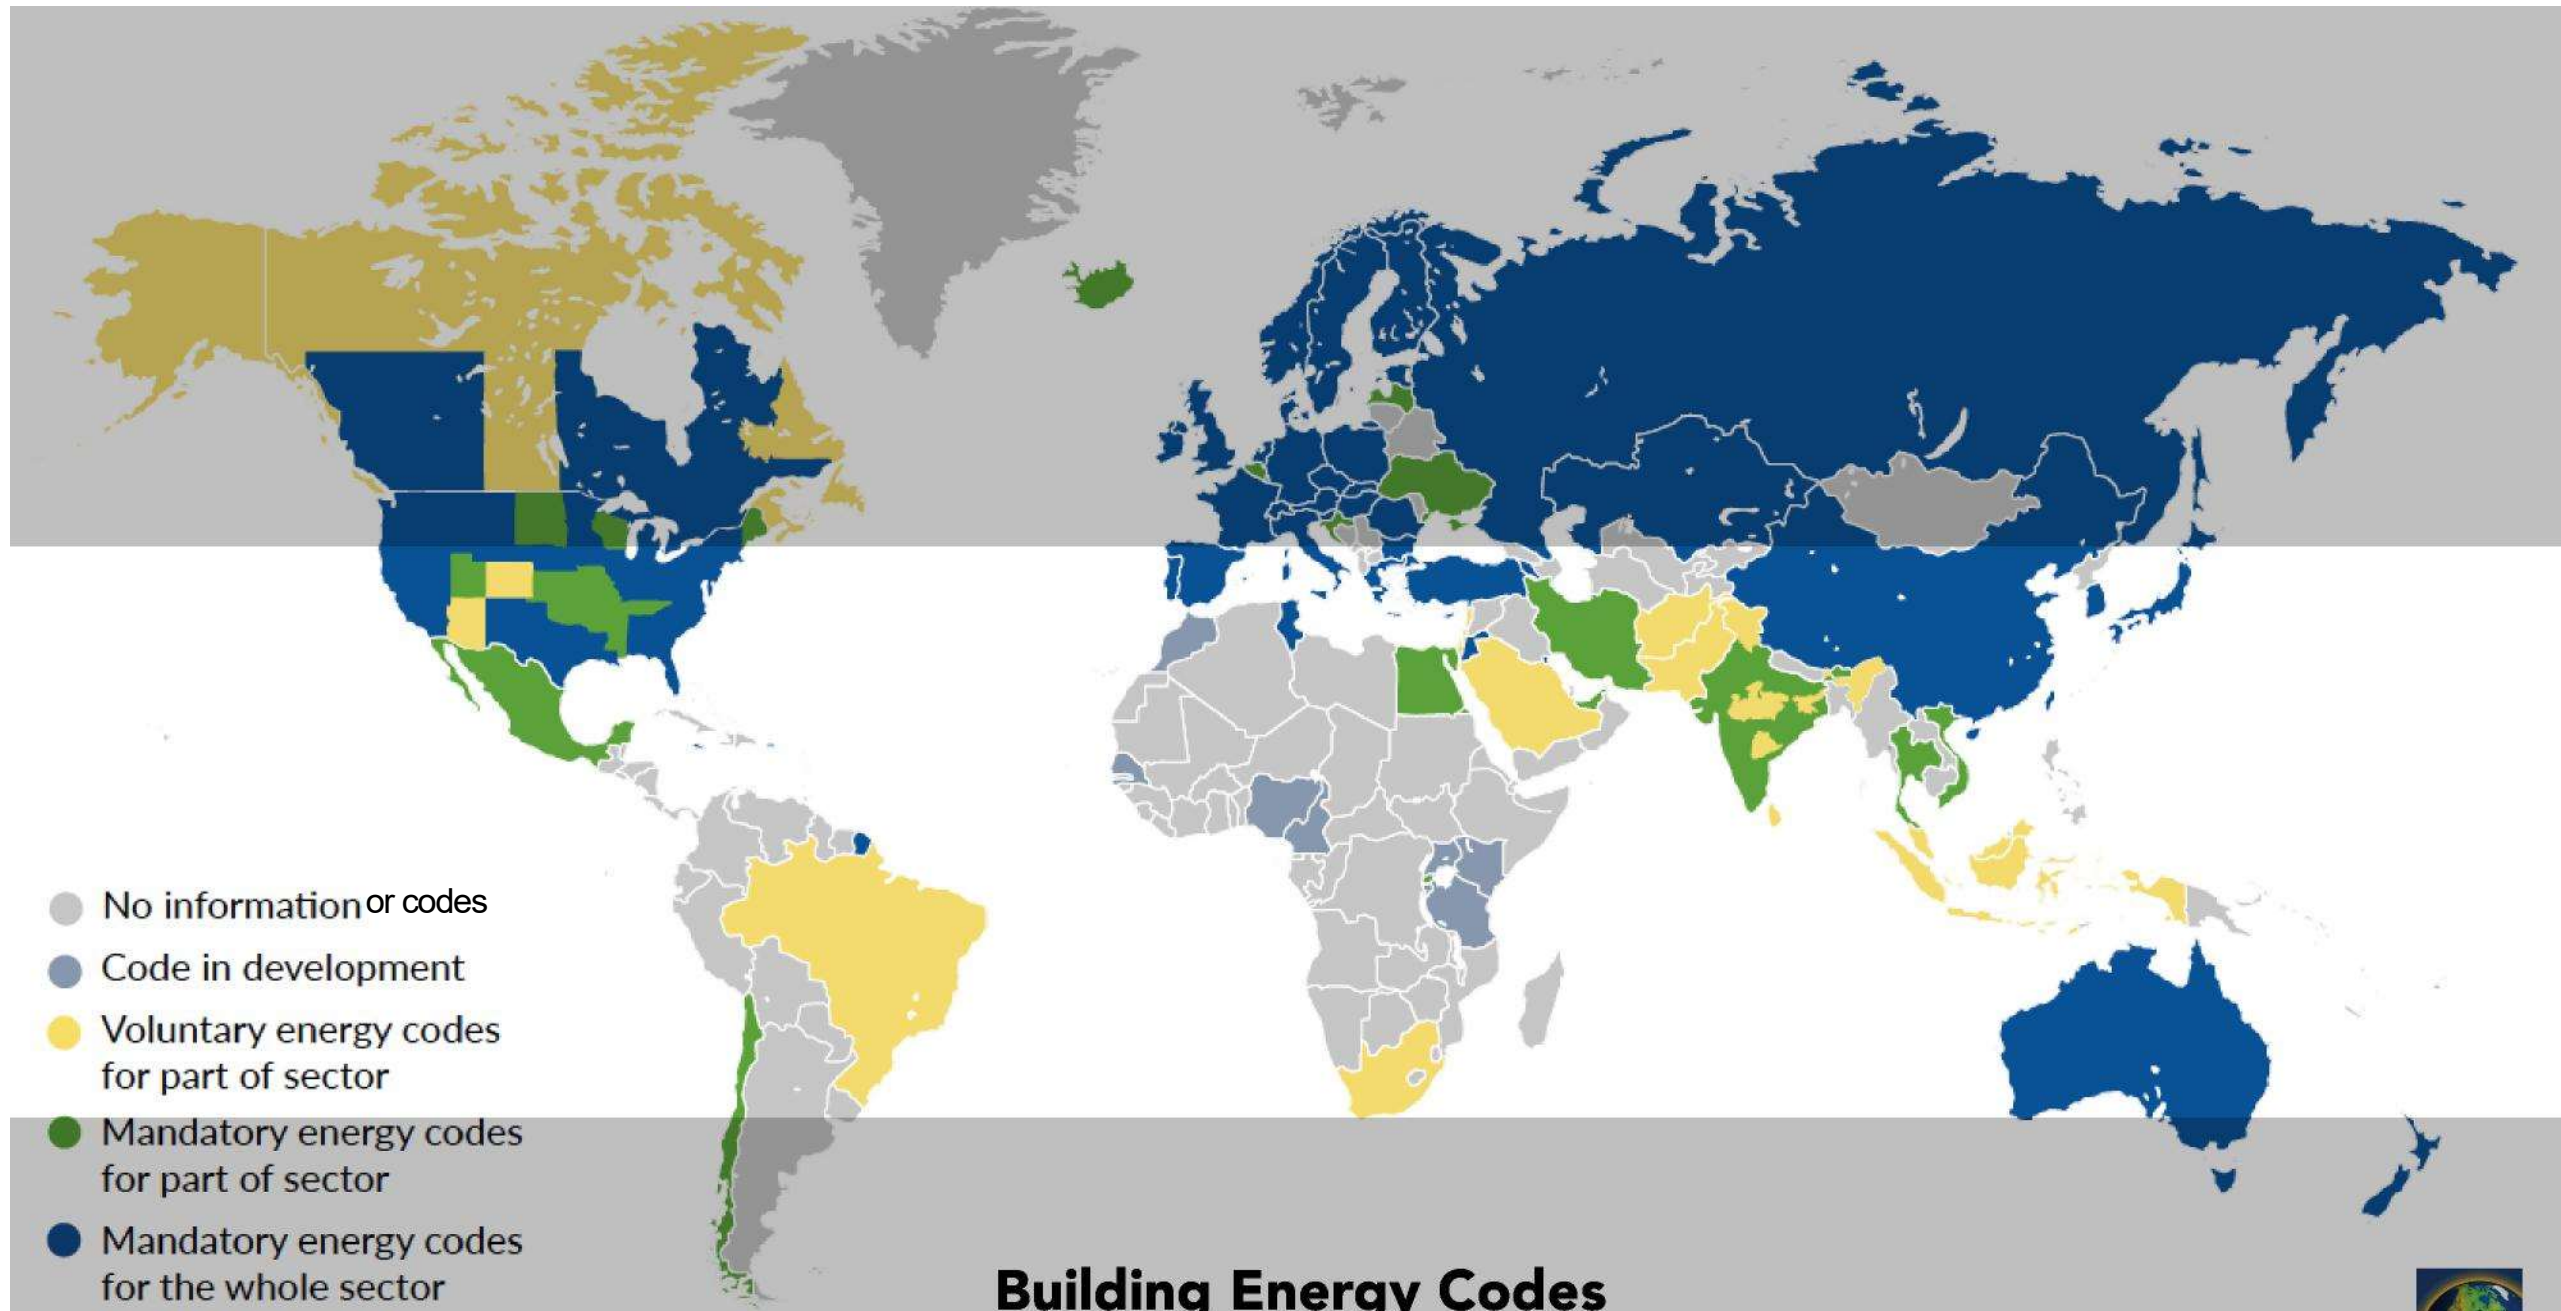 No information or codes
Code in development
Voluntary energy codes
for part of sector
Mandatory energy codes
for part of sector
Mandatory energy codes
for the whole sector
Building Energy Codes